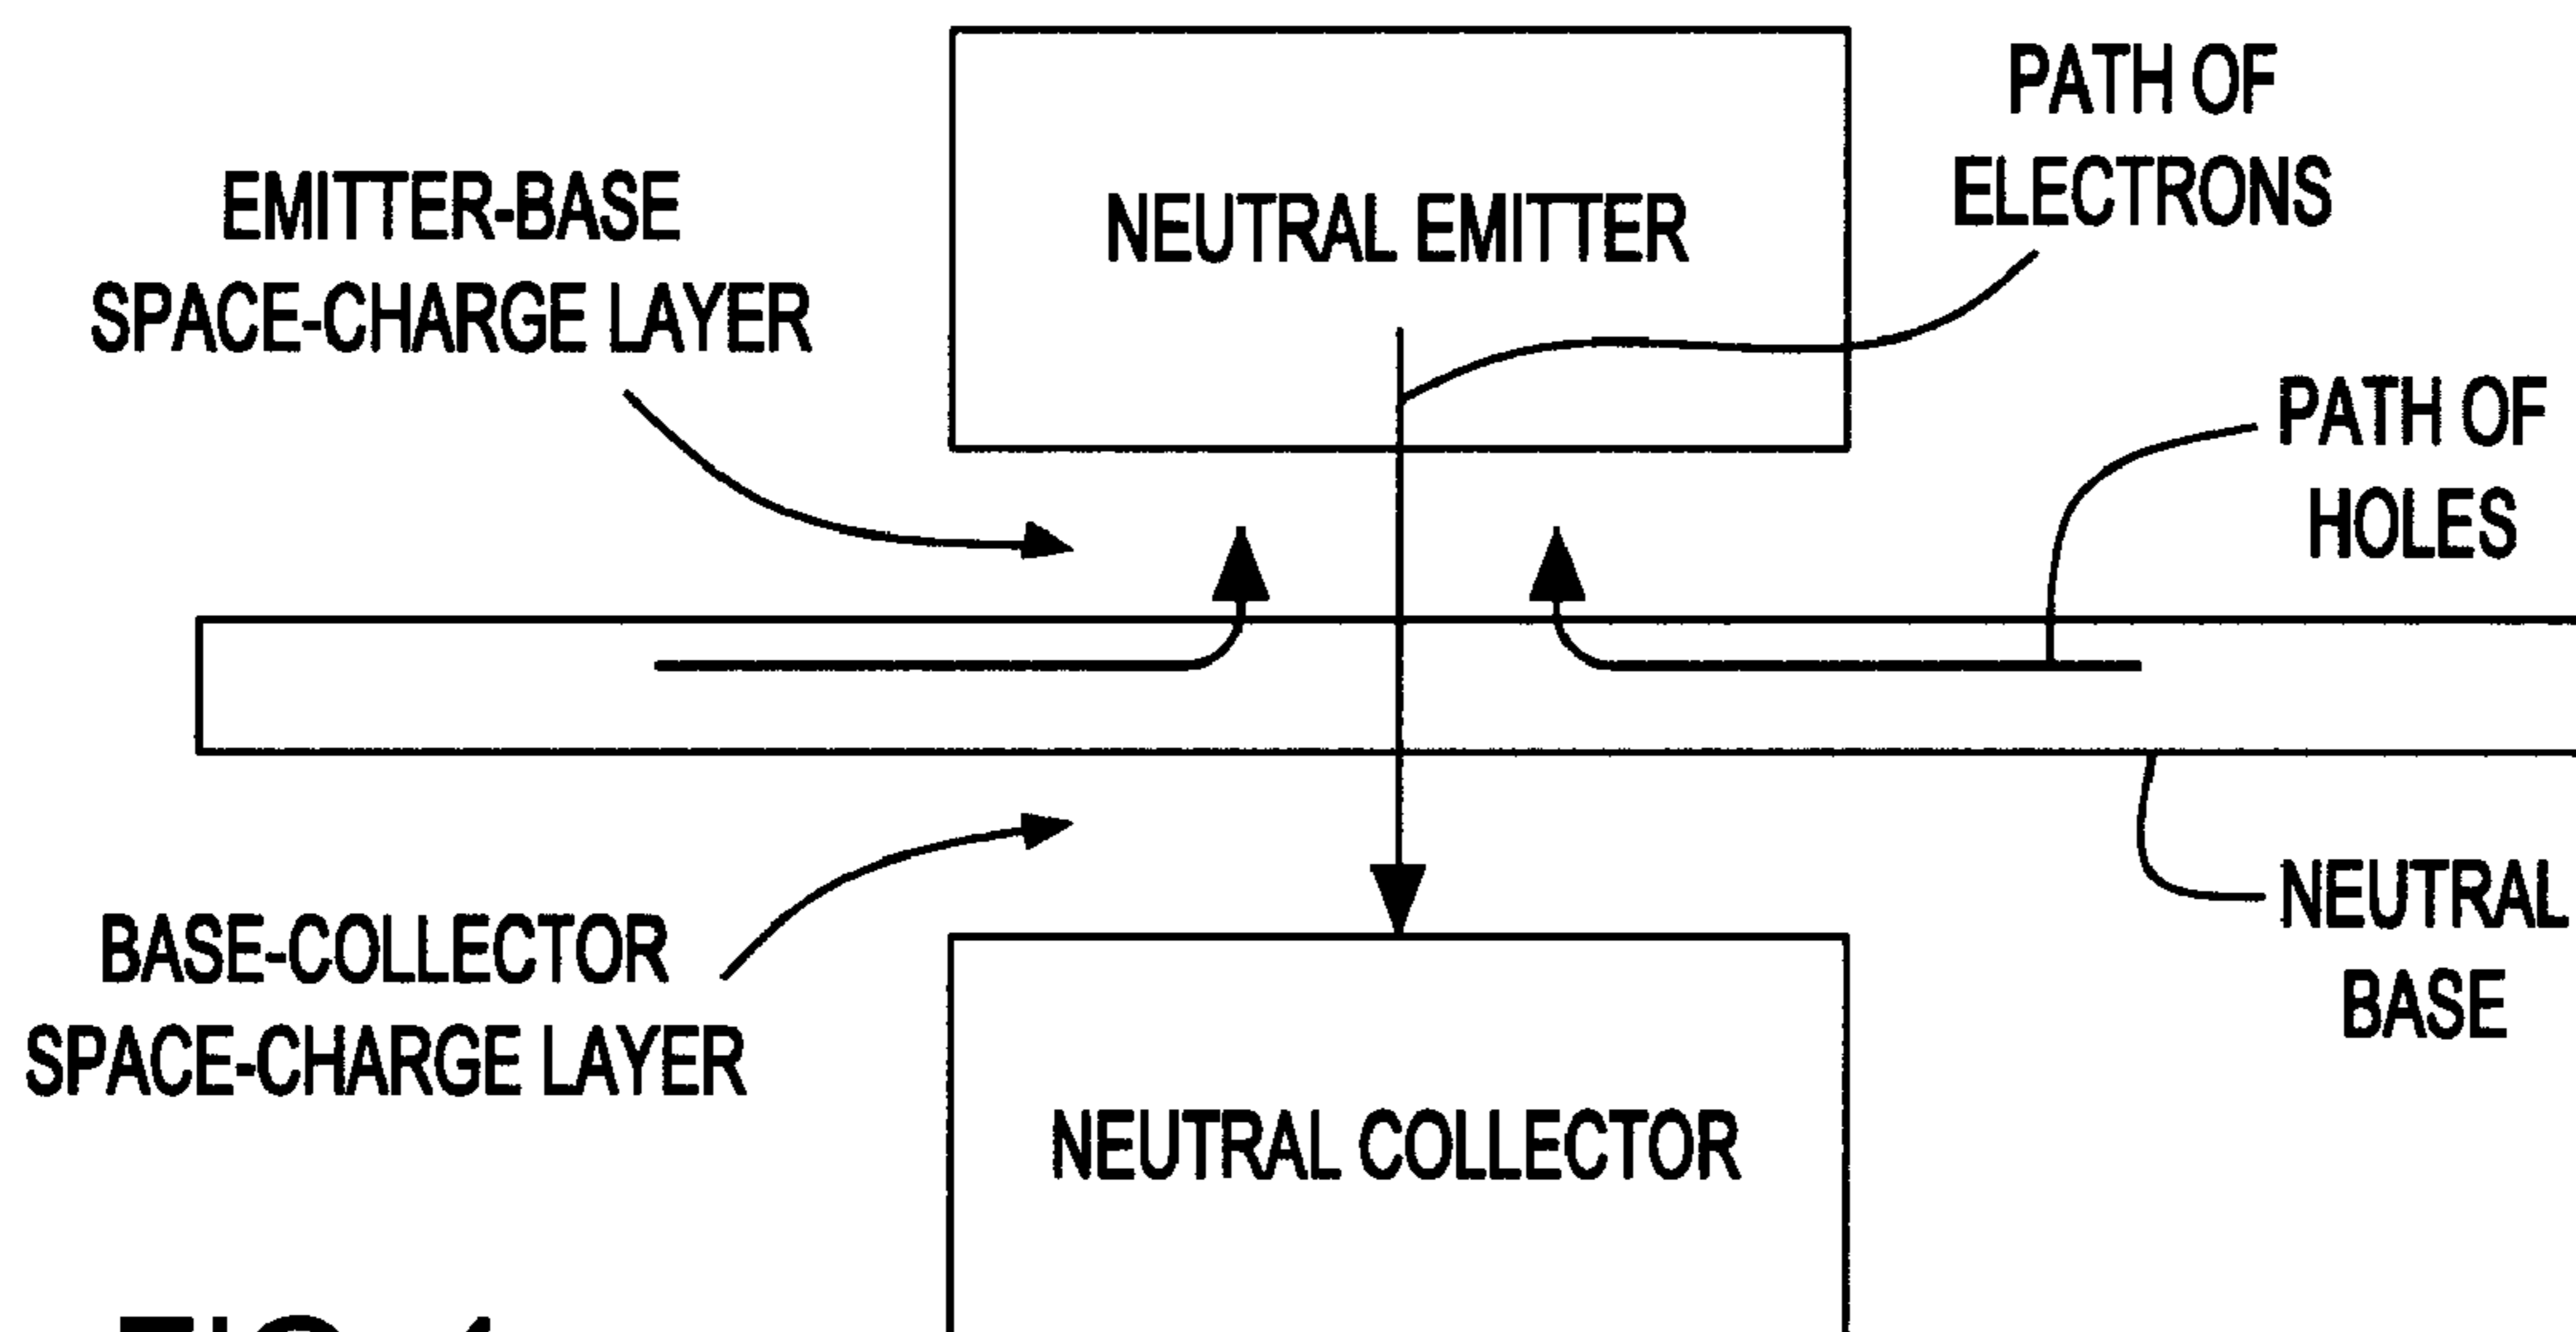 PATH OF
ELECTRONS
EMITTER-BASE
SPACE-CHARGE LAYER
NEUTRAL EMITTER
PATH OF
HOLES
NEUTRAL
BASE
BASE-COLLECTOR
SPACE-CHARGE LAYER
NEUTRAL COLLECTOR